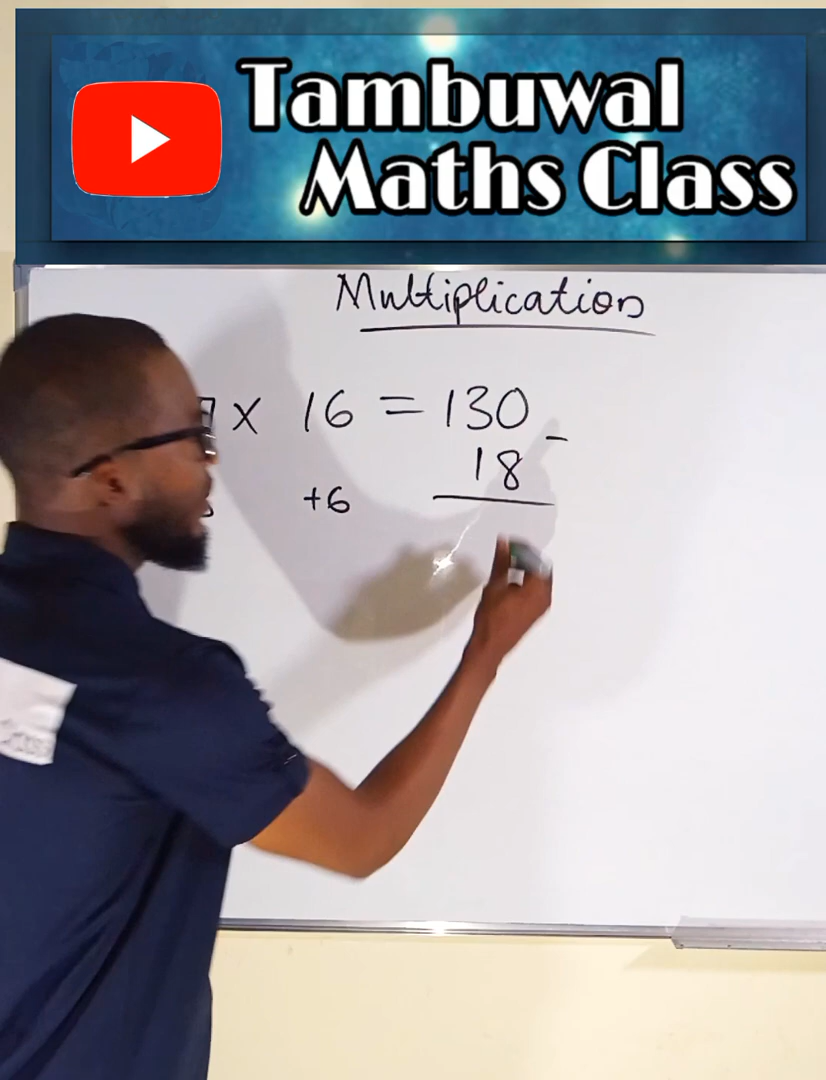 Tambuwal
Maths Class
Multiplication
x 16 = 130
- 18
+6